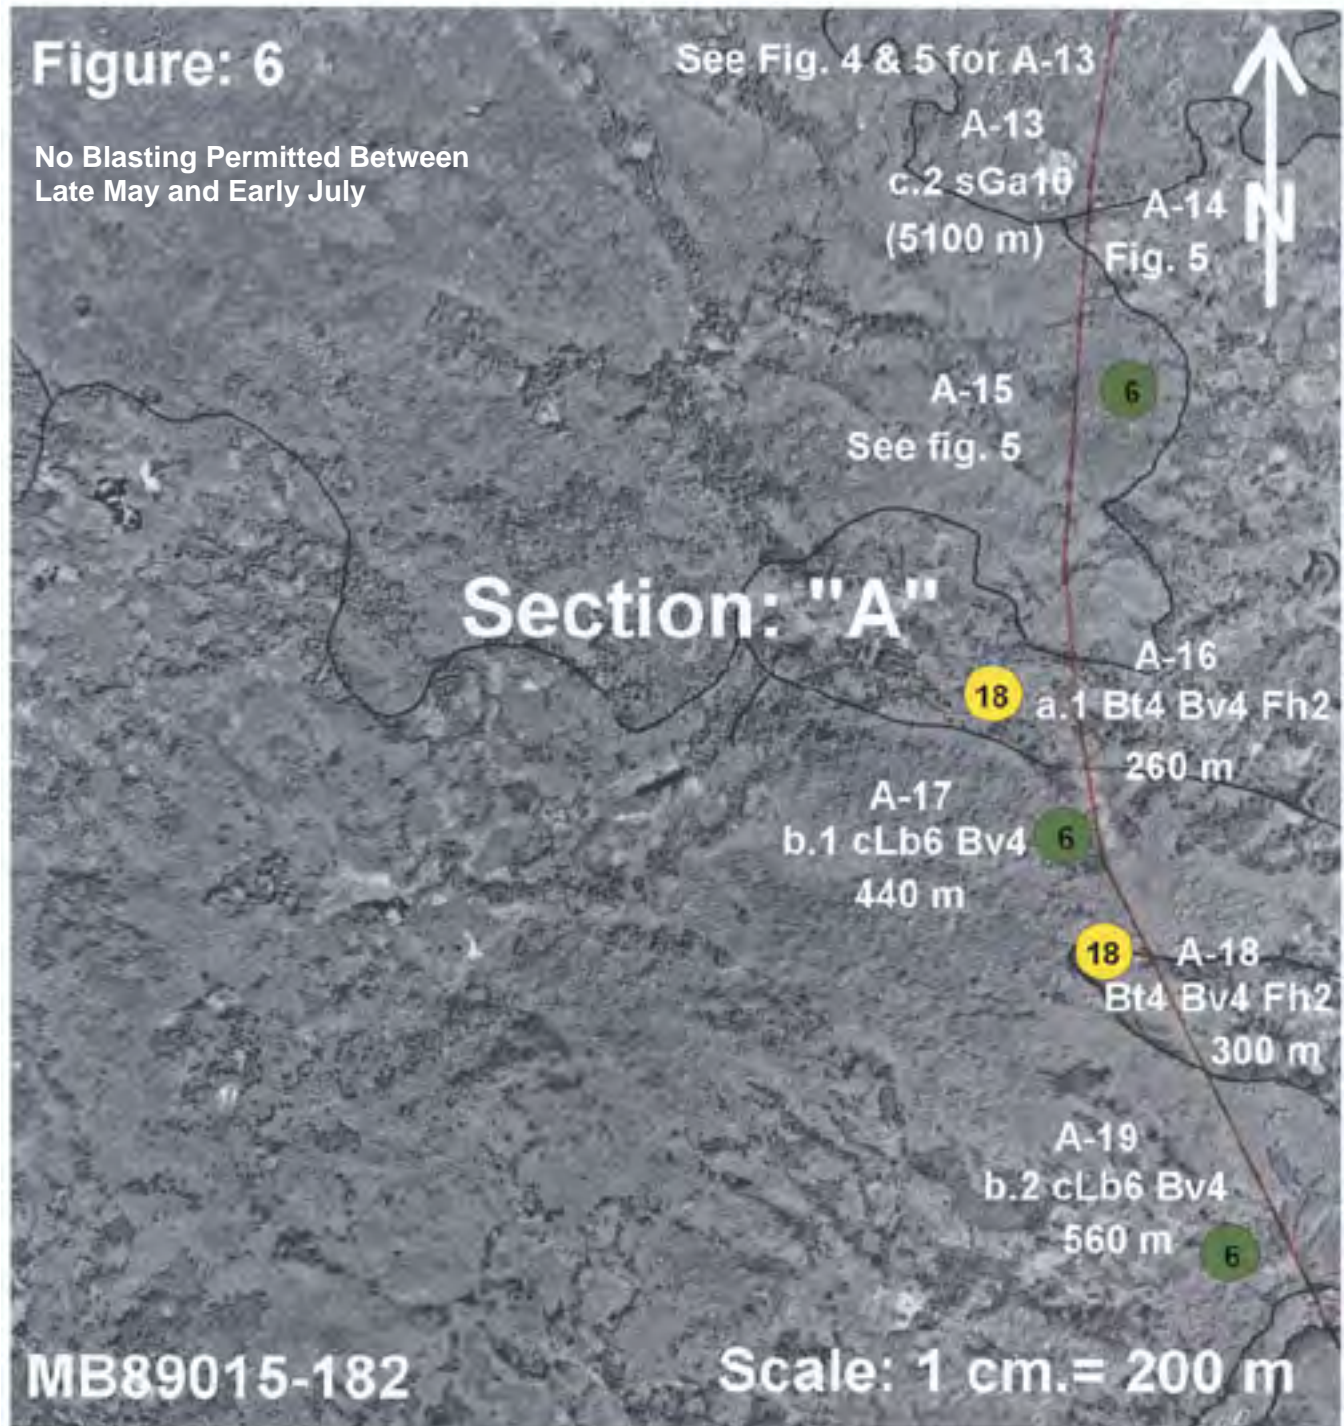 Figure: 6
No Blasting Permitted Between
Late May and Early July
See Fig. 4 & 5 for A-13
A-13
c.2 sGa10
(5100 m)
A-14
Fig. 5
N
A-15
See fig. 5
6
Section: "A"
A-16
18
a.1 Bt4 Bv4 Fh2
260 m
A-17
b.1 cLb6 Bv4
6
440 m
18
A-18
Bt4 Bv4 Fh2
300 m
A-19
b.2 cLb6 Bv4
560 m
6
MB89015-182
Scale: 1 cm.= 200 m